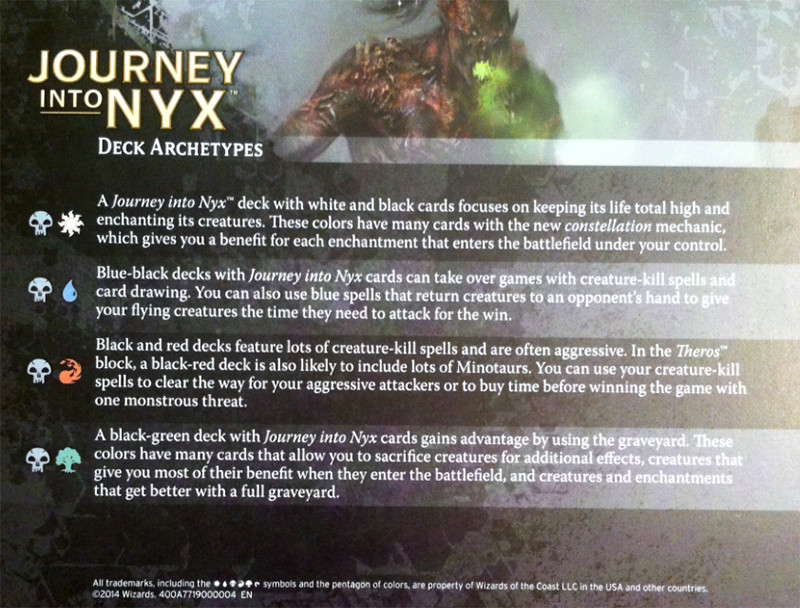 JOURNEY
INTO NYX™
DECK ARCHETYPES
A Journey into Nyx™ deck with white and black cards focuses on keeping its life total high and
enchanting its creatures. These colors have many cards with the new constellation mechanic,
which gives you a benefit for each enchantment that enters the battlefield under your control.
Blue-black decks with Journey into Nyx cards can take over games with creature-kill spells and
card drawing. You can also use blue spells that return creatures to an opponent's hand to give
your flying creatures the time they need to attack for the win.
Black and red decks feature lots of creature-kill spells and are often aggressive. In the Theros™
block, a black-red deck is also likely to include lots of Minotaurs. You can use your creature-kill
spells to clear the way for your aggressive attackers or to buy time before winning the game with
one monstrous threat.
A black-green deck with Journey into Nyx cards gains advantage by using the graveyard. These
colors have many cards that allow you to sacrifice creatures for additional effects, creatures that
give you most of their benefit when they enter the battlefield, and creatures and enchantments
that get better with a full graveyard.
All trademarks, including the symbols and the pentagon of colors, are property of Wizards of the Coast LLC in the USA and other countries.
©2014 Wizards. 400A7719000004 EN